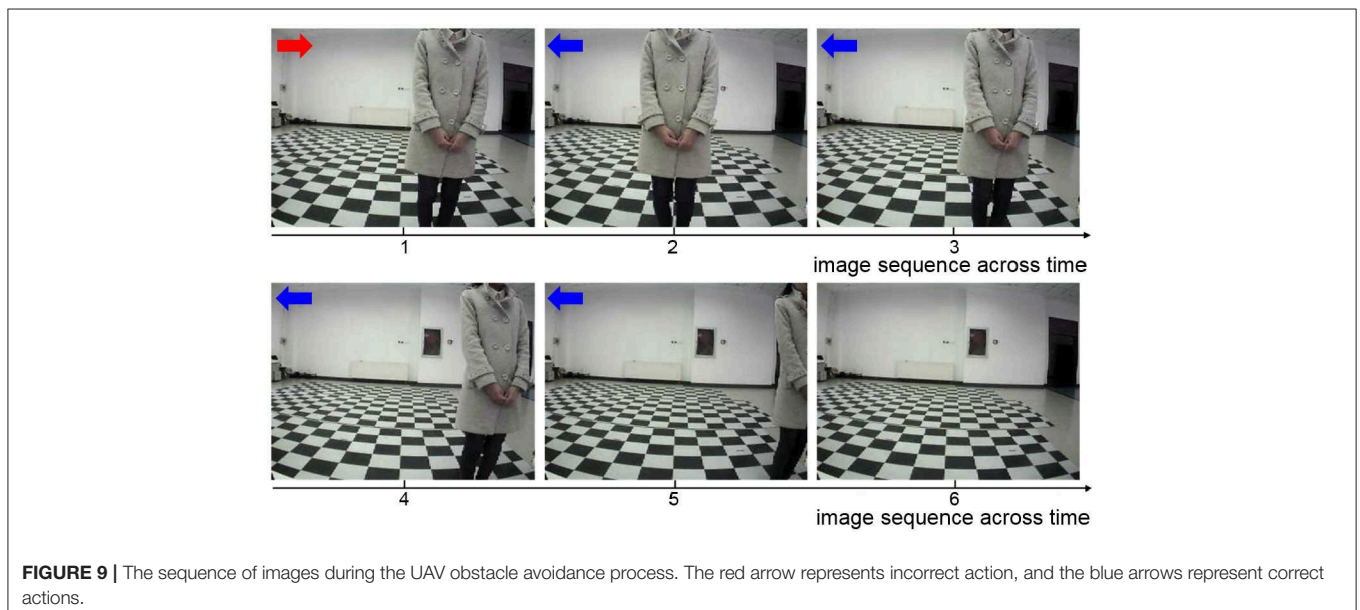 1 2 3
image sequence across time
4 5 6
image sequence across time
FIGURE 9 | The sequence of images during the UAV obstacle avoidance process. The red arrow represents incorrect action, and the blue arrows represent correct
actions.